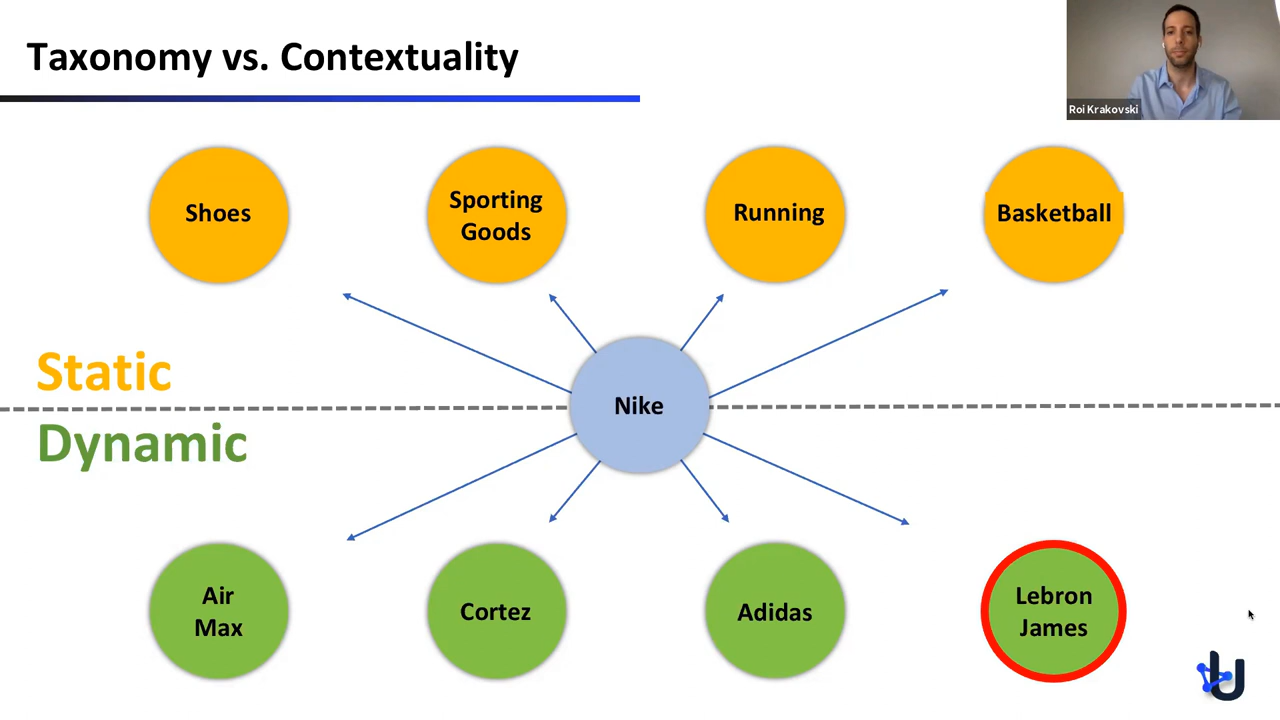 Taxonomy vs. Contextuality
Roi Krakovski
Shoes
Sporting
Goods
Running
Basketball
Static
Nike
Dynamic
Air
Max
Cortez
Adidas
Lebron
James